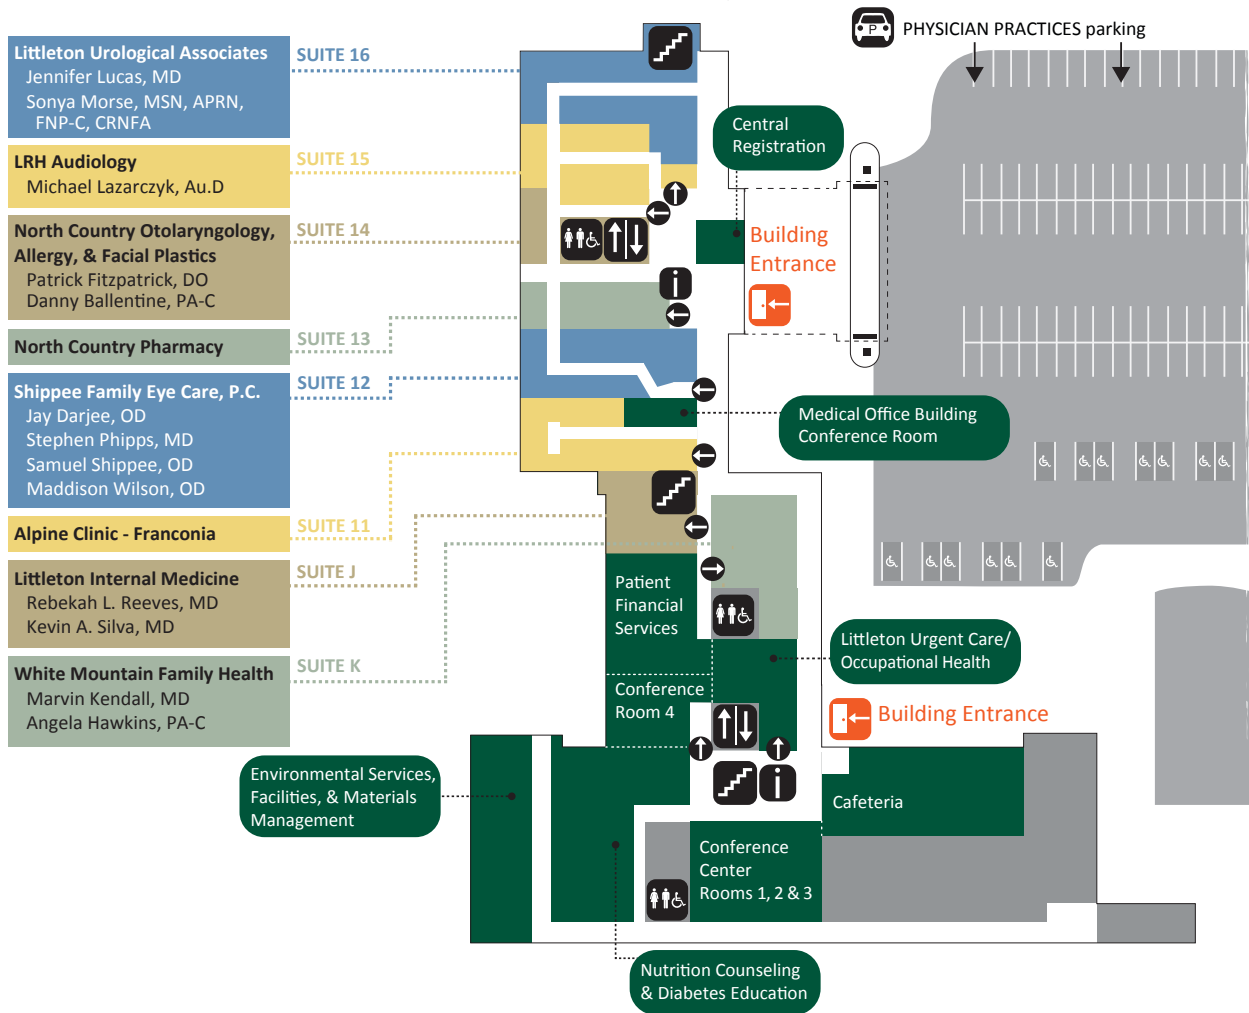 PHYSICIAN PRACTICES parking
P
Littleton Urological Associates
Jennifer Lucas, MD
Sonya Morse, MSN, APRN,
FNP-C, CRNFA
SUITE 16
LRH Audiology
Michael Lazarczyk, Au.D
SUITE 15
North Country Otolaryngology,
Allergy, & Facial Plastics
Patrick Fitzpatrick, DO
Danny Ballentine, PA-C
SUITE 14
North Country Pharmacy
SUITE 13
Shippee Family Eye Care, P.C.
Jay Darjee, OD
Stephen Phipps, MD
Samuel Shippee, OD
Maddison Wilson, OD
SUITE 12
Alpine Clinic - Franconia
SUITE 11
Littleton Internal Medicine
Rebekah L. Reeves, MD
Kevin A. Silva, MD
SUITE J
White Mountain Family Health
Marvin Kendall, MD
Angela Hawkins, PA-C
SUITE K
Central
Registration
Building
Entrance
i
Medical Office Building
Conference Room
Patient
Financial
Services
Littleton Urgent Care/
Occupational Health
Conference
Room 4
Building Entrance
i
Environmental Services,
Facilities, & Materials
Management
Cafeteria
Conference
Center
Rooms 1, 2 & 3
Nutrition Counseling
& Diabetes Education